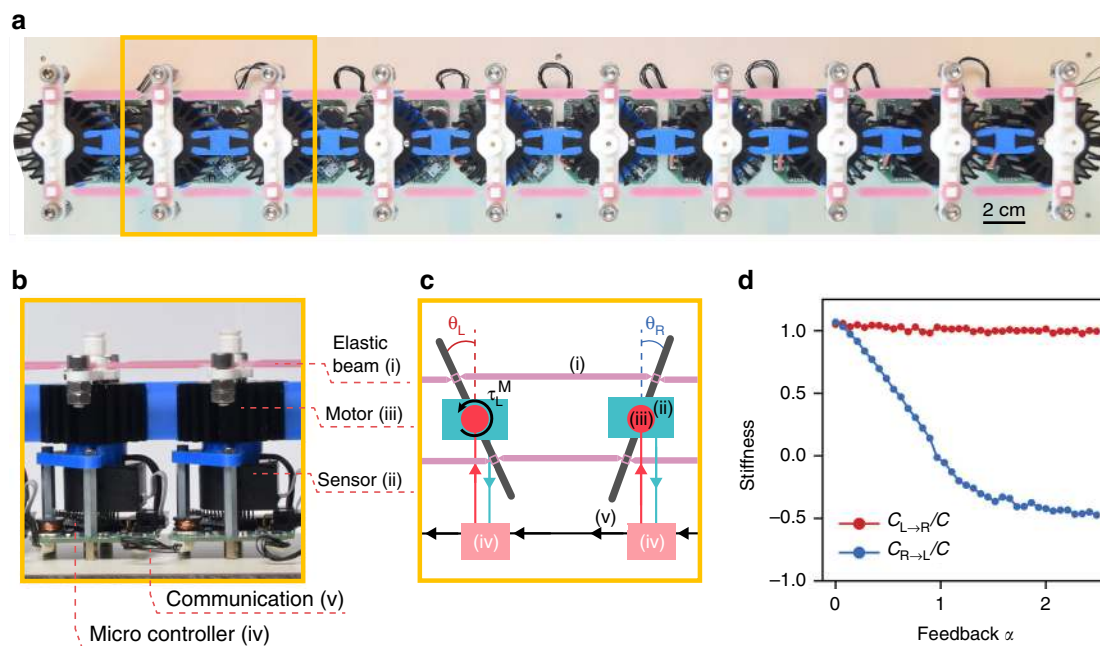 a
2 cm
b
Elastic
beam (i)
Motor (iii)
Sensor (ii)
Communication (v)
Micro controller (iv)
c
θL
θR
(i)
τLM
(iii)
(ii)
(v)
(iv)
(iv)
d
Stiffness
1.0
0.5
0.0
−0.5
−1.0
CL→R/C
CR→L/C
0
1
2
Feedback α